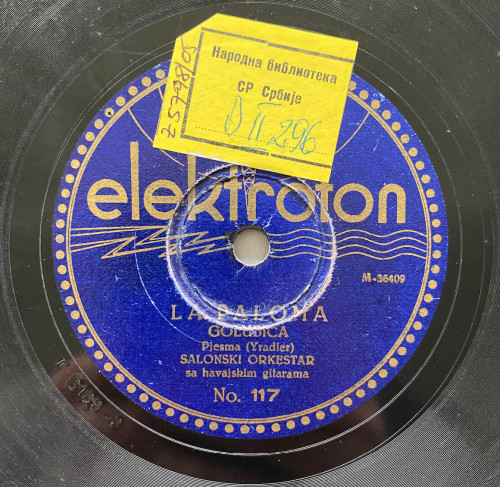 Народна библиотека
СР Србије
D II 296
elektroton
M-36409
LA PALOMA
GOLUBICA
Pjesma (Yradier)
SALONSKI ORKESTAR
sa havajskim gitarama
No. 117